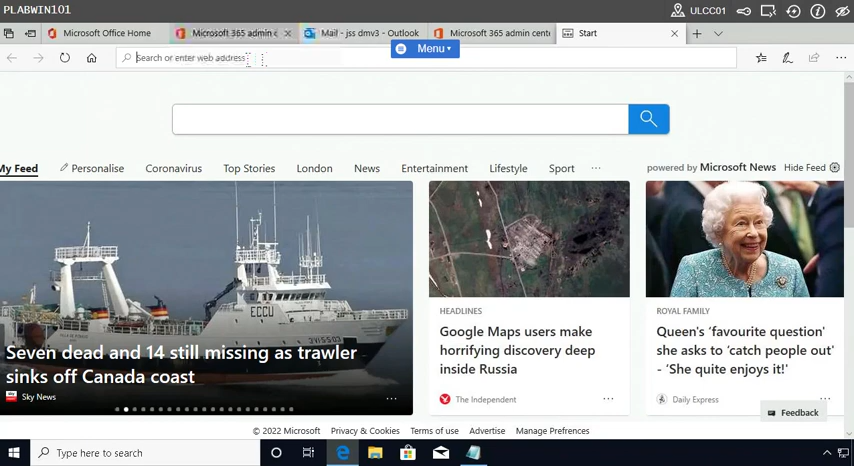 PLABWIN101
ULCC01
Microsoft Office Home
Microsoft 365 admin c
Mail - jss dmv3 - Outlook
Microsoft 365 admin cent
Start
Menu
Search or enter web address
My Feed
Personalise
Coronavirus
Top Stories
London
News
Entertainment
Lifestyle
Sport
powered by Microsoft News
Hide Feed
ECCU
3VI-55-03
Seven dead and 14 still missing as trawler
sinks off Canada coast
Sky News
HEADLINES
Google Maps users make
horrifying discovery deep
inside Russia
The Independent
ROYAL FAMILY
Queen's 'favourite question'
she asks to 'catch people out'
- 'She quite enjoys it!'
Daily Express
Feedback
© 2022 Microsoft
Privacy & Cookies
Terms of use
Advertise
Manage Preferences
Type here to search